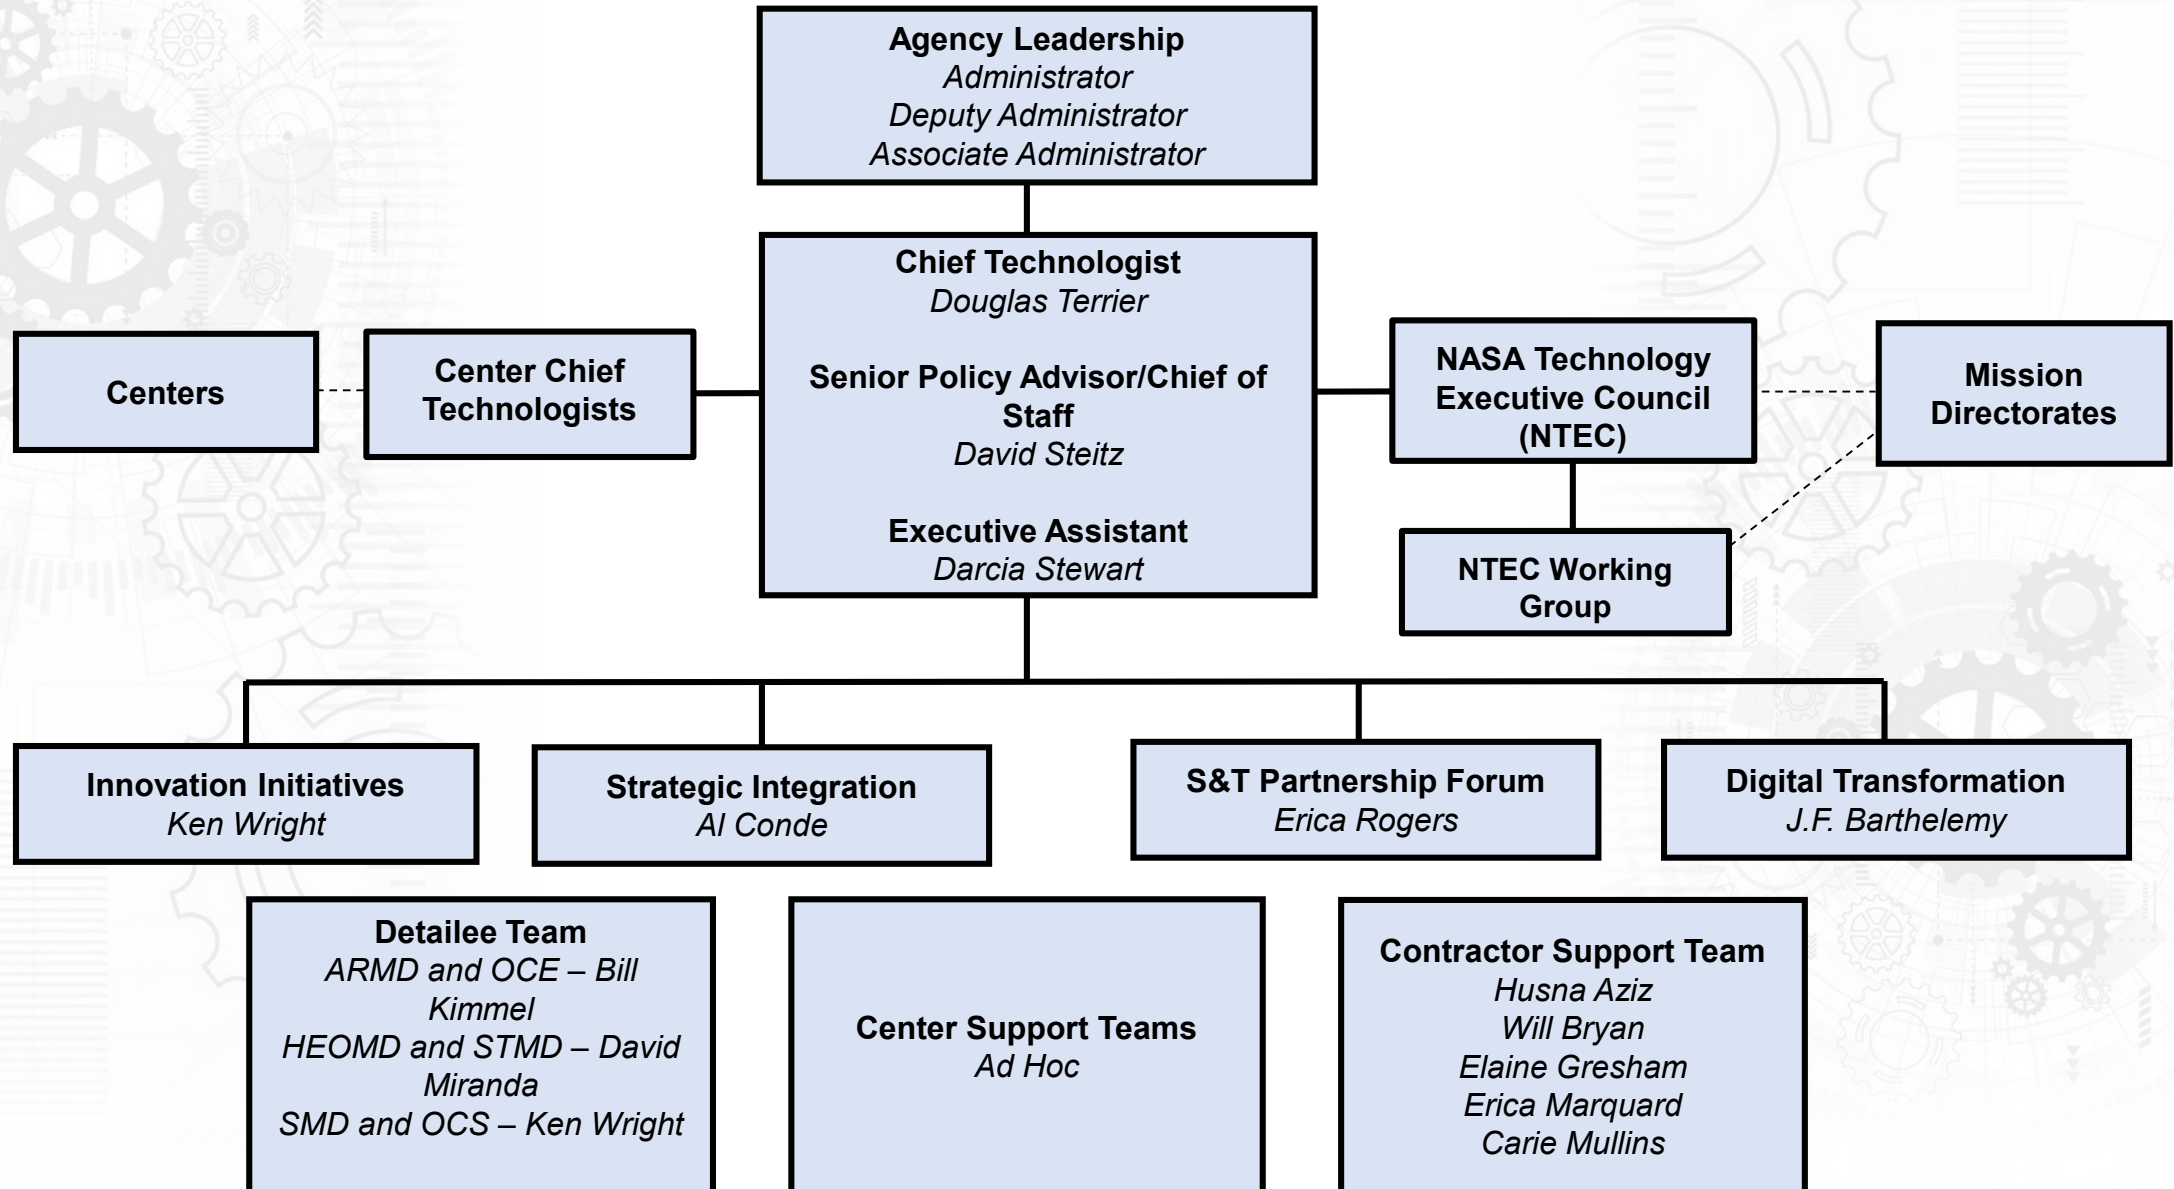 Agency Leadership
Administrator
Deputy Administrator
Associate Administrator
Chief Technologist
Douglas Terrier
Senior Policy Advisor/Chief of
Staff
David Steitz
Executive Assistant
Darcia Stewart
Centers
Center Chief
Technologists
NASA Technology
Executive Council
(NTEC)
Mission
Directorates
NTEC Working
Group
Innovation Initiatives
Ken Wright
Strategic Integration
Al Conde
S&T Partnership Forum
Erica Rogers
Digital Transformation
J.F. Barthelemy
Detailee Team
ARMD and OCE – Bill
Kimmel
HEOMD and STMD – David
Miranda
SMD and OCS – Ken Wright
Center Support Teams
Ad Hoc
Contractor Support Team
Husna Aziz
Will Bryan
Elaine Gresham
Erica Marquard
Carie Mullins